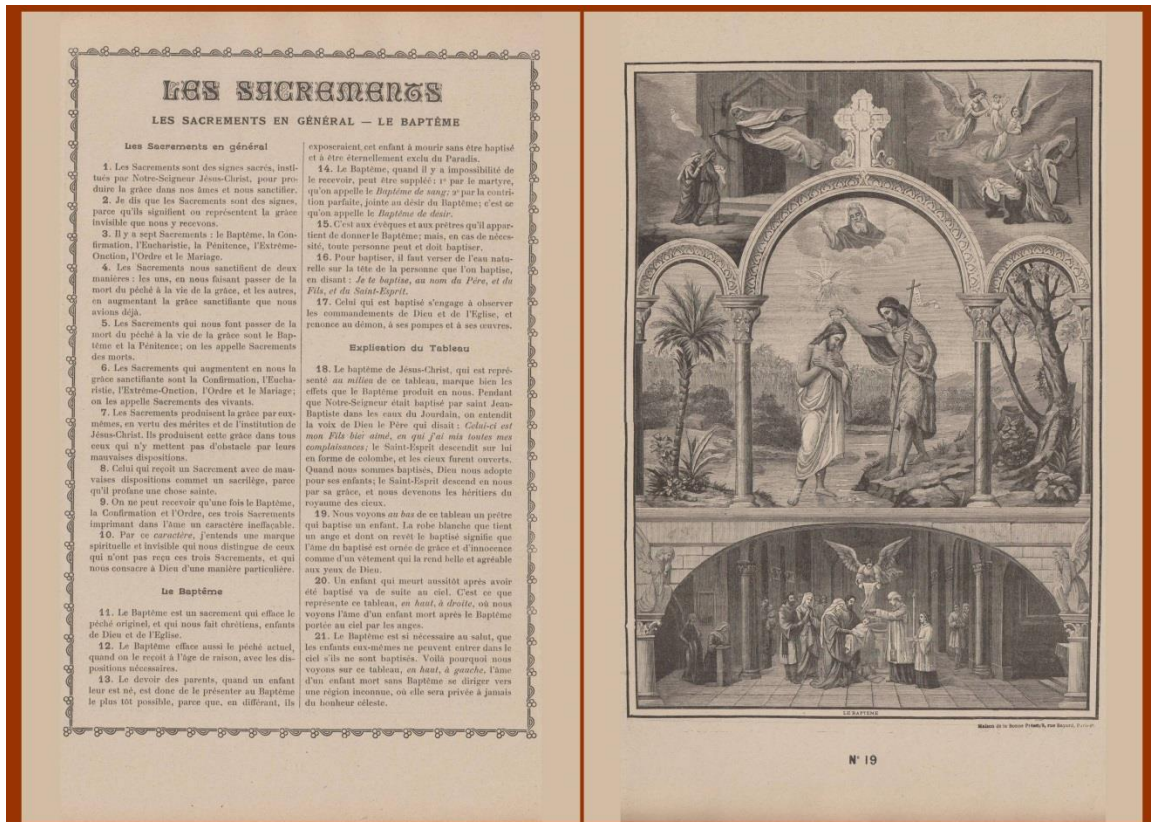 LES SACREMENTS
LES SACREMENTS EN GÉNÉRAL — LE BAPTÊME
Les Sacrements en général
1. Les Sacrements sont des signes sacrés, insti-
tués par Notre-Seigneur Jésus-Christ, pour pro-
duire la grâce dans nos âmes et nous sanctifier.
2. Je dis que les Sacrements sont des signes,
parce qu'ils signifient ou représentent la grâce
invisible que nous y recevons.
3. Il y a sept Sacrements : le Baptême, la Con-
firmation, l'Eucharistie, la Pénitence, l'Extrême-
Onction, l'Ordre et le Mariage.
4. Les Sacrements nous sanctifient de deux
manières : les uns, en nous faisant passer de la
mort du péché à la vie de la grâce, et les autres,
en augmentant la grâce sanctifiante que nous
avions déjà.
5. Les Sacrements qui nous font passer de la
mort du péché à la vie de la grâce sont le Bap-
tême et la Pénitence; on les appelle Sacrements
des morts.
6. Les Sacrements qui augmentent en nous la
grâce sanctifiante sont la Confirmation, l'Eucha-
ristie, l'Extrême-Onction, l'Ordre et le Mariage;
on les appelle Sacrements des vivants.
7. Les Sacrements produisent la grâce par eux-
mêmes, en vertu des mérites et de l'institution de
Jésus-Christ. Ils produisent cette grâce dans tous
ceux qui n'y mettent pas d'obstacle par leurs
mauvaises dispositions.
8. Celui qui reçoit un Sacrement avec de mau-
vaises dispositions commet un sacrilège, parce
qu'il profane une chose sainte.
9. On ne peut recevoir qu'une fois le Baptême,
la Confirmation et l'Ordre, ces trois Sacrements
imprimant dans l'âme un caractère ineffaçable.
10. Par ce caractère, j'entends une marque
spirituelle et invisible qui nous distingue de ceux
qui n'ont pas reçu ces trois Sacrements, et qui
nous consacre à Dieu d'une manière particulière.
Le Baptême
11. Le Baptême est un sacrement qui efface le
péché originel, et qui nous fait chrétiens, enfants
de Dieu et de l'Eglise.
12. Le Baptême efface aussi le péché actuel,
quand on le reçoit à l'âge de raison, avec les dis-
positions nécessaires.
13. Le devoir des parents, quand un enfant
leur est né, est donc de le présenter au Baptême
le plus tôt possible, parce que, en différant, ils
exposeraient cet enfant à mourir sans être baptisé
et à être éternellement exclu du Paradis.
14. Le Baptême, quand il y a impossibilité de
le recevoir, peut être suppléé : 1° par le martyre,
qu'on appelle le Baptême de sang; 2° par la contri-
tion parfaite, jointe au désir du Baptême; c'est ce
qu'on appelle le Baptême de désir.
15. C'est aux évêques et aux prêtres qu'il appar-
tient de donner le Baptême; mais, en cas de néces-
sité, toute personne peut et doit baptiser.
16. Pour baptiser, il faut verser de l'eau natu-
relle sur la tête de la personne que l'on baptise,
en disant : Je te baptise, au nom du Père, et du
Fils, et du Saint-Esprit.
17. Celui qui est baptisé s'engage à observer
les commandements de Dieu et de l'Eglise, et
renonce au démon, à ses pompes et à ses œuvres.
Explication du Tableau
18. Le baptême de Jésus-Christ, qui est repré-
senté au milieu de ce tableau, marque bien les
effets que le Baptême produit en nous. Pendant
que Notre-Seigneur était baptisé par saint Jean-
Baptiste dans les eaux du Jourdain, on entendit
la voix de Dieu le Père qui disait : Celui-ci est
mon Fils bien aimé, en qui j'ai mis toutes mes
complaisances; le Saint-Esprit descendit sur lui
en forme de colombe, et les cieux furent ouverts.
Quand nous sommes baptisés, Dieu nous adopte
pour ses enfants; le Saint-Esprit descend en nous
par sa grâce, et nous devenons les héritiers du
royaume des cieux.
19. Nous voyons au bas de ce tableau un prêtre
qui baptise un enfant. La robe blanche que tient
un ange et dont on revêt le baptisé signifie que
l'âme du baptisé est ornée de grâce et d'innocence
comme d'un vêtement qui la rend belle et agréable
aux yeux de Dieu.
20. Un enfant qui meurt aussitôt après avoir
été baptisé va de suite au ciel. C'est ce que
représente ce tableau, en haut, à droite, où nous
voyons l'âme d'un enfant mort après le Baptême
portée au ciel par les anges.
21. Le Baptême est si nécessaire au salut, que
les enfants eux-mêmes ne peuvent entrer dans le
ciel s'ils ne sont baptisés. Voilà pourquoi nous
voyons sur ce tableau, en haut, à gauche, l'âme
d'un enfant mort sans Baptême se diriger vers
une région inconnue, où elle sera privée à jamais
du bonheur céleste.
LE BAPTÊME
Maison de la Bonne Presse, 5, rue Bayard, Paris
N° 19